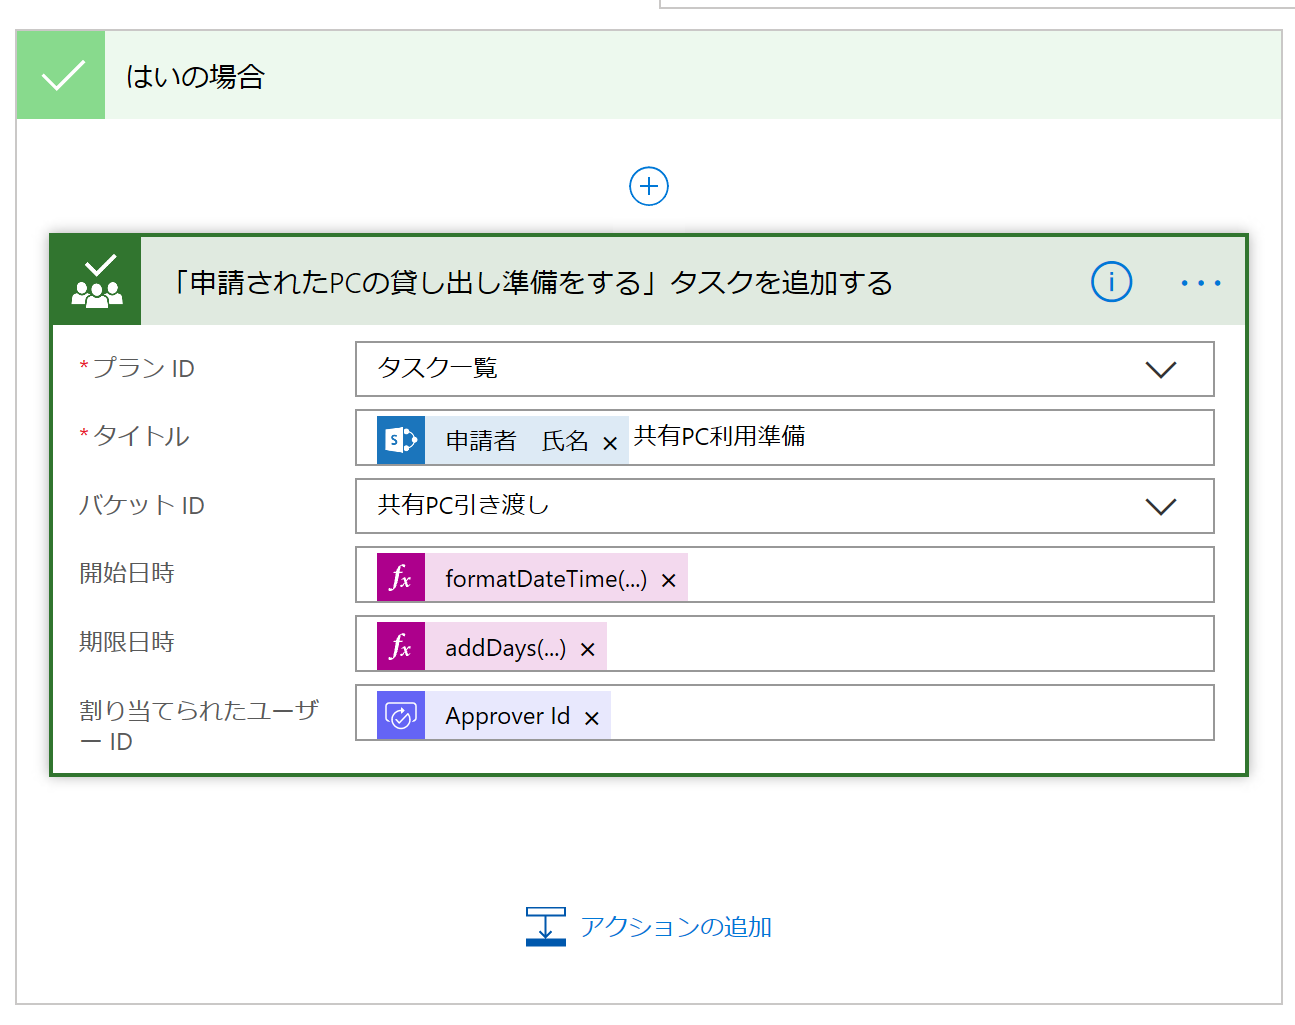 はいの場合
「申請されたPCの貸し出し準備をする」タスクを追加する
*プラン ID
タスク一覧
*タイトル
申請者　氏名 × 共有PC利用準備
バケット ID
共有PC引き渡し
開始日時
formatDateTime(...) ×
期限日時
addDays(...) ×
割り当てられたユーザ
ー ID
Approver Id ×
アクションの追加